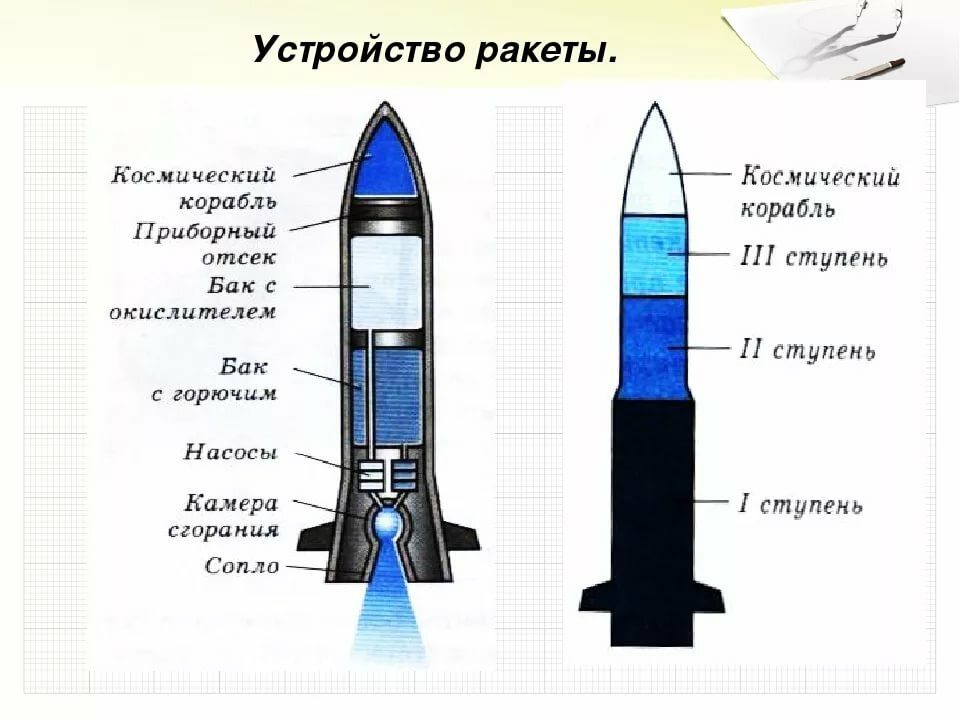 Устройство ракеты.
Космический
корабль
Приборный
отсек
Бак с
окислителем
Бак
с горючим
Насосы
Камера
сгорания
Сопло
Космический
корабль
III ступень
II ступень
I ступень